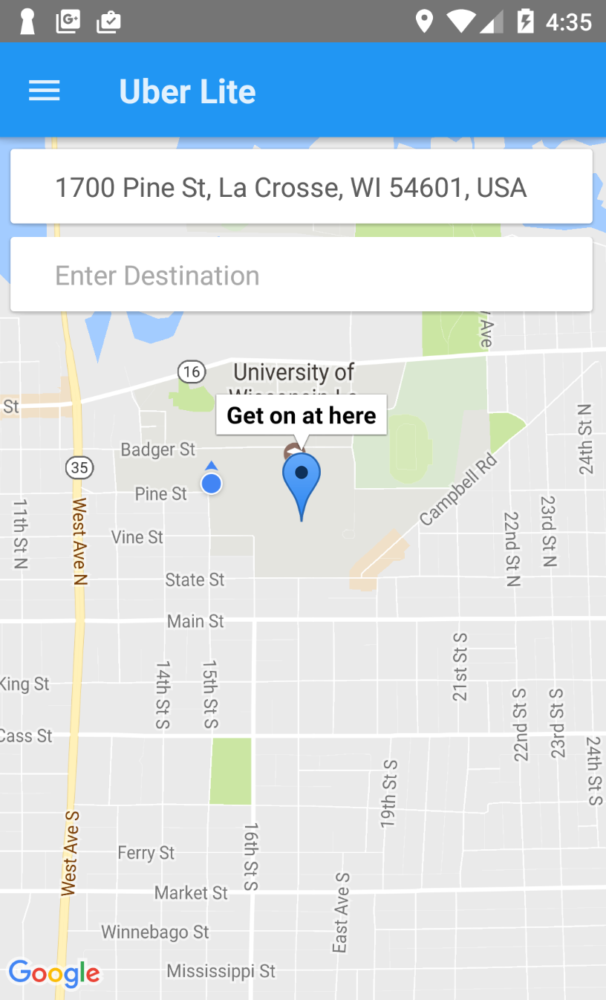 4:35
Uber Lite
1700 Pine St, La Crosse, WI 54601, USA
Enter Destination
Ave
16
University of
St
Get on at here
24th St N
Badger St
35
Campbell Rd
Pine St
11th St N
West Ave N
23rd St N
22nd St N
Vine St
State St
Main St
21st St S
14th St S
15th St S
King St
22nd St S
23rd St S
Cass St
24th St S
19th St S
West Ave S
16th St S
Ferry St
East Ave S
Market St
Winnebago St
Mississippi St
Google